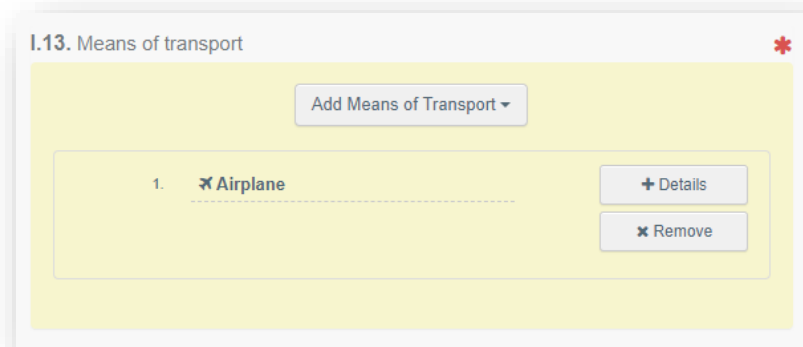 I.13. Means of transport *
Add Means of Transport
1. Airplane
+ Details
× Remove